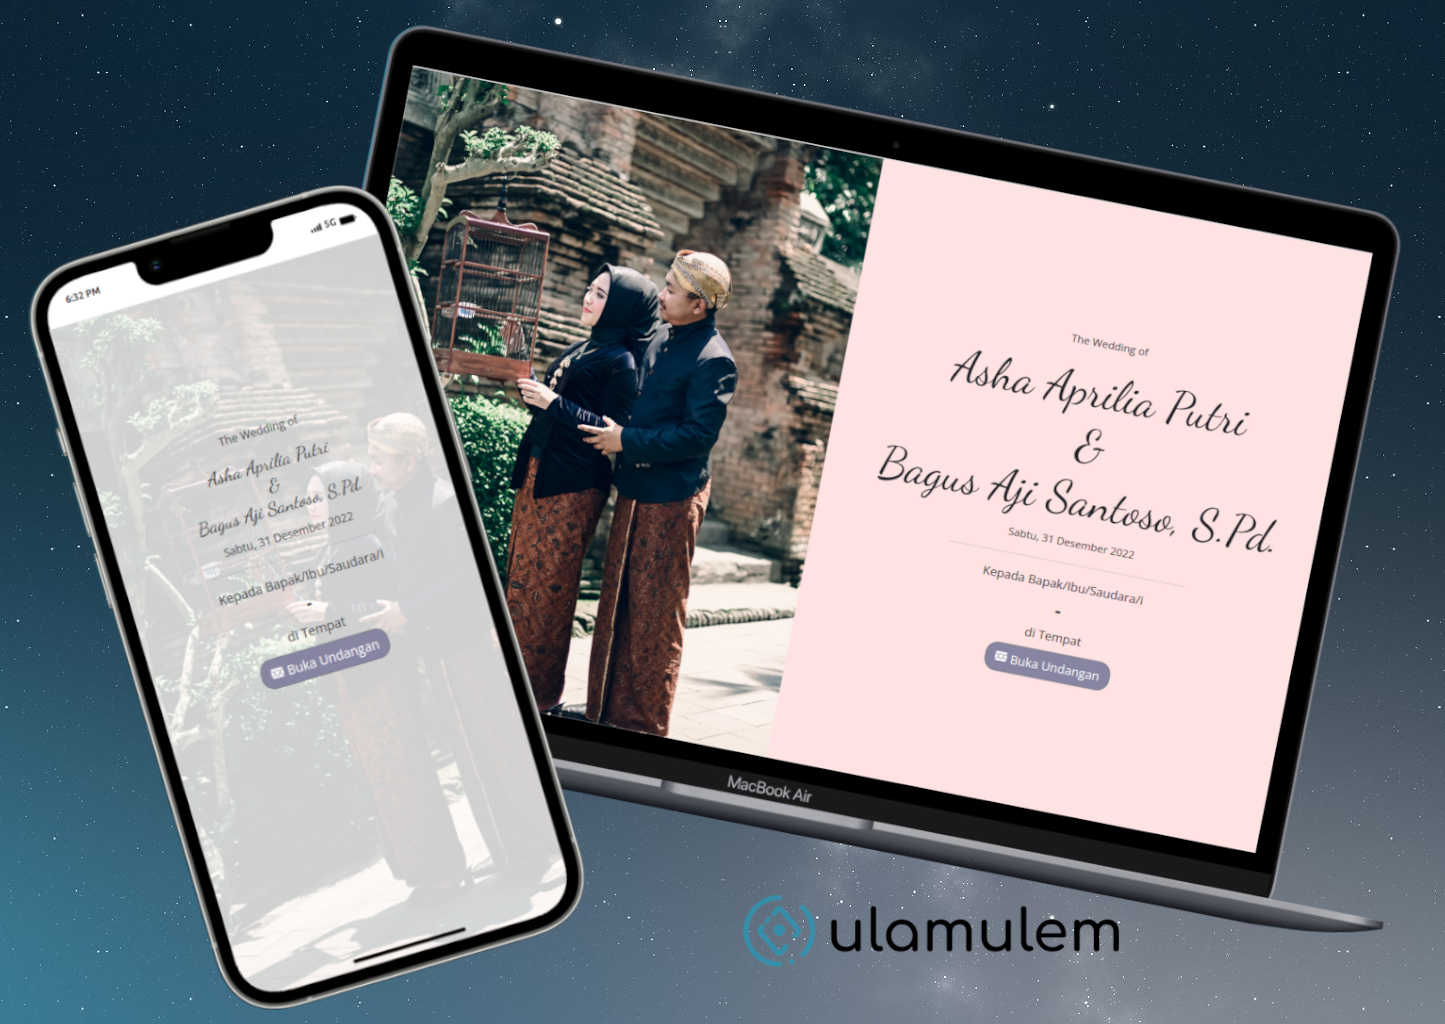 6:32 PM
5G
The Wedding of
Asha Aprilia Putri
&
Bagus Aji Santoso, S.Pd.
Sabtu, 31 Desember 2022
Kepada Bapak/Ibu/Saudara/i
-
di Tempat
Buka Undangan
The Wedding of
Asha Aprilia Putri
&
Bagus Aji Santoso, S.Pd.
Sabtu, 31 Desember 2022
Kepada Bapak/Ibu/Saudara/i
-
di Tempat
Buka Undangan
MacBook Air
ulamulem